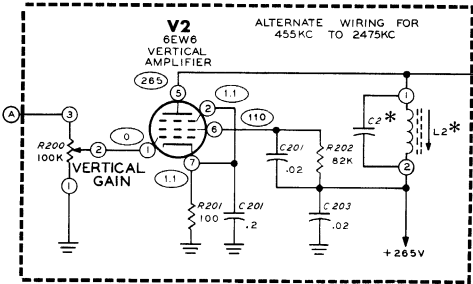 V2
6EW6
VERTICAL
AMPLIFIER
ALTERNATE WIRING FOR
455KC TO 2475KC
265
5
1.1
2
A
3
R200
100K
2
0
1
6
110
VERTICAL
GAIN
1
1.1
7
C201
.02
R202
82K
C2*
1
L2*
2
R201
100
C201
.2
C203
.02
+265V